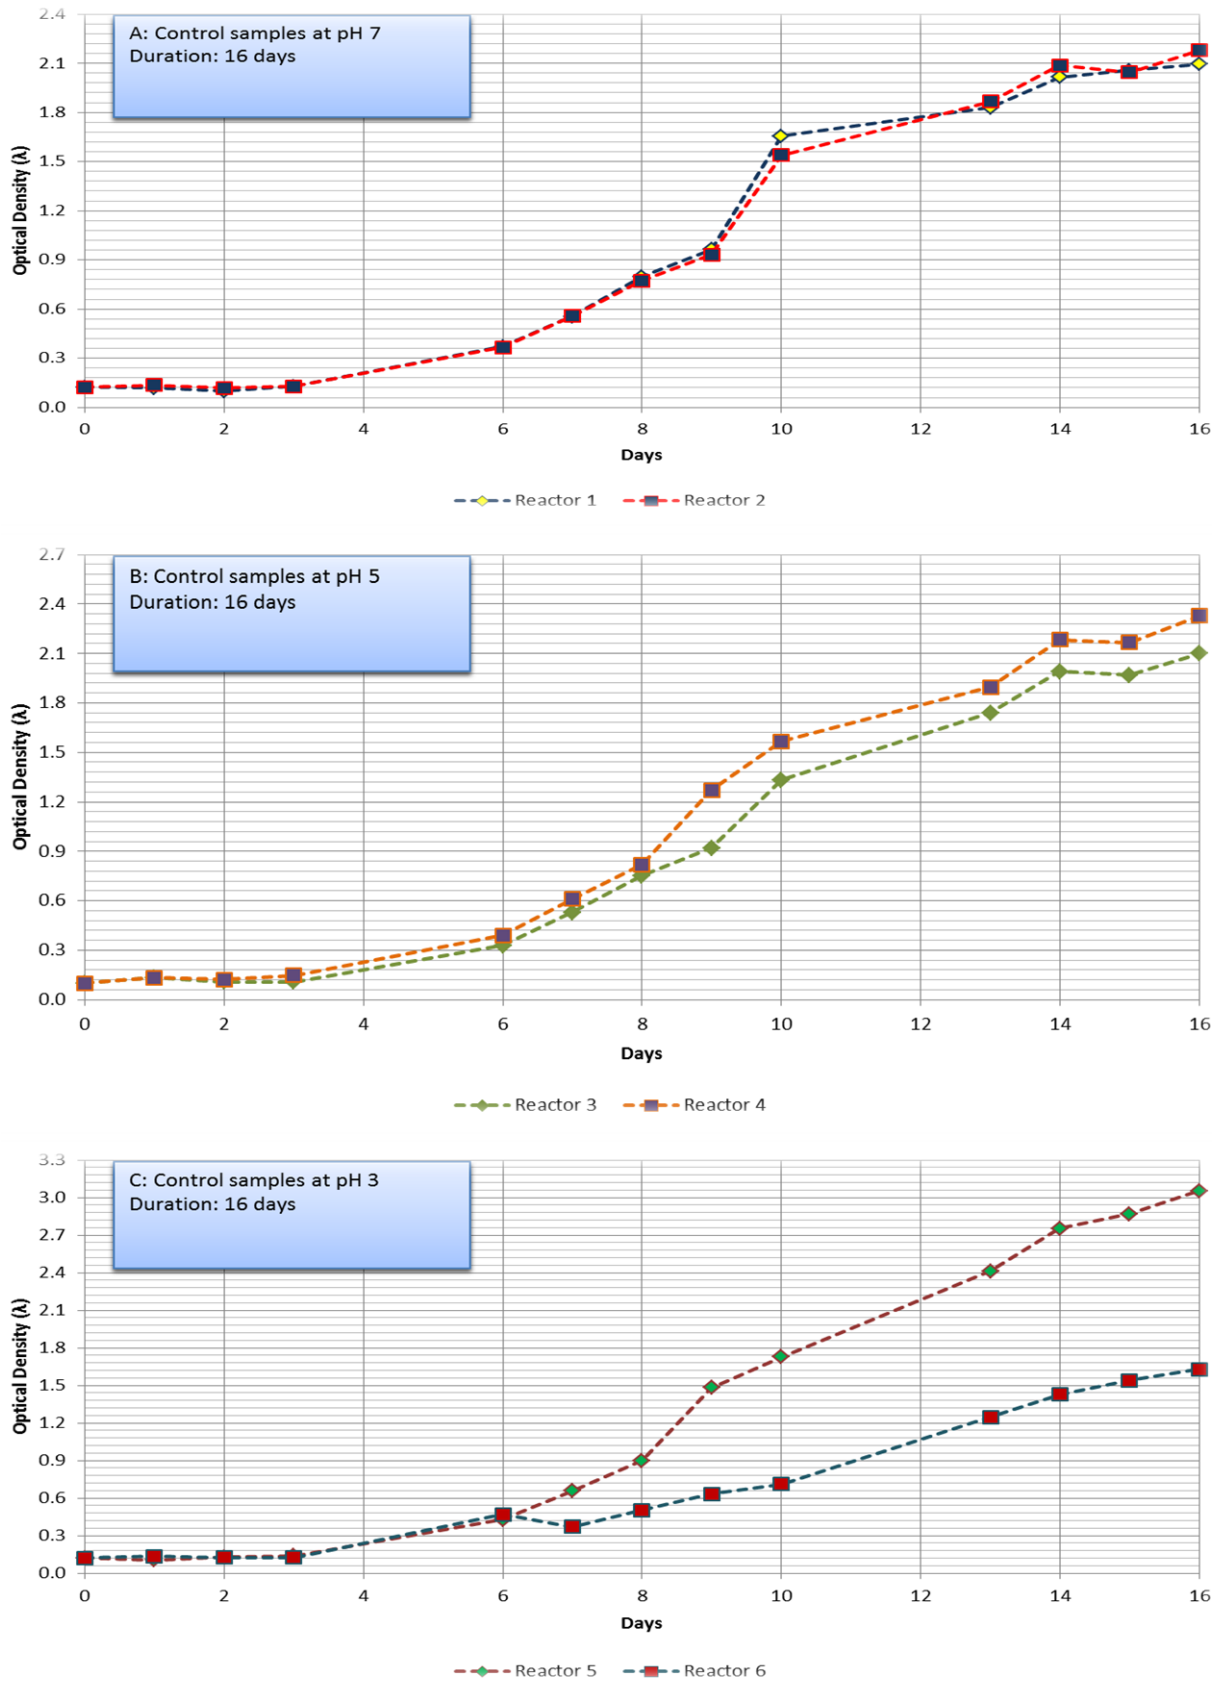 2.4
A: Control samples at pH 7
Duration: 16 days
2.1
1.8
1.5
1.2
0.9
0.6
0.3
0.0
Optical Density (λ)
0 2 4 6 8 10 12 14 16
Days
Reactor 1 Reactor 2
2.7
B: Control samples at pH 5
Duration: 16 days
2.4
2.1
1.8
1.5
1.2
0.9
0.6
0.3
0.0
Optical Density (λ)
0 2 4 6 8 10 12 14 16
Days
Reactor 3 Reactor 4
3.3
C: Control samples at pH 3
Duration: 16 days
3.0
2.7
2.4
2.1
1.8
1.5
1.2
0.9
0.6
0.3
0.0
Optical Density (λ)
0 2 4 6 8 10 12 14 16
Days
Reactor 5 Reactor 6